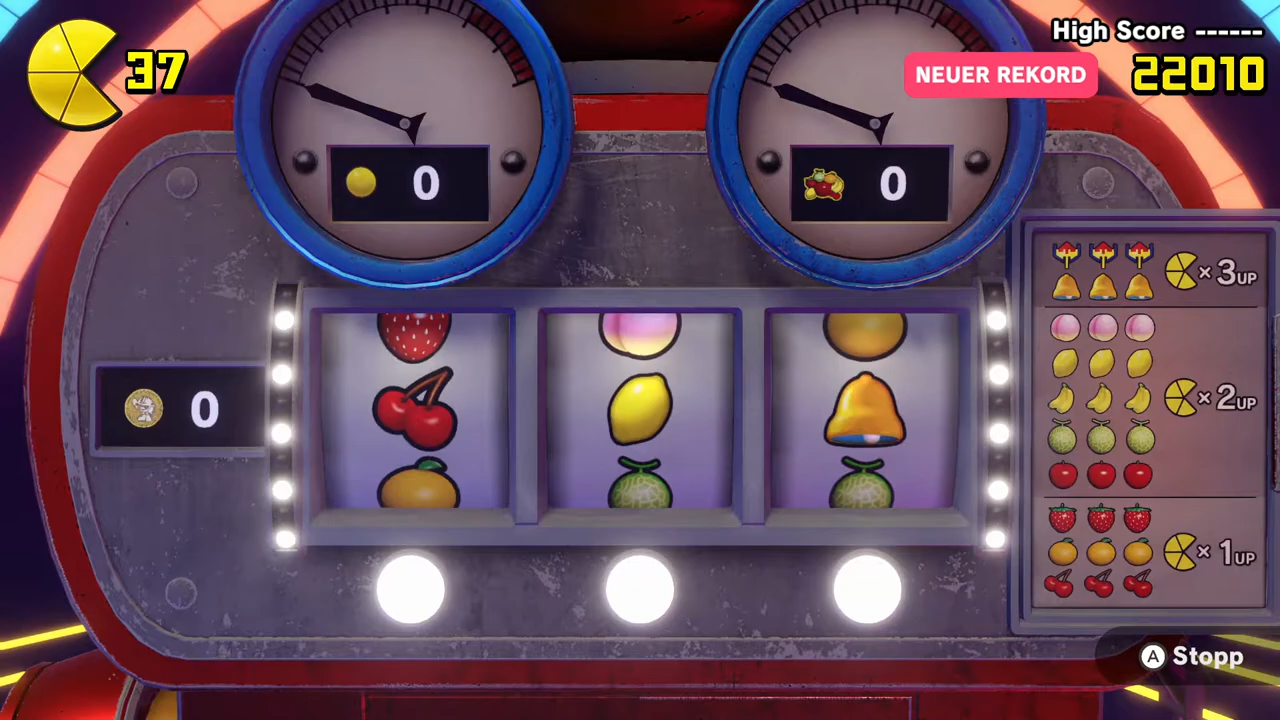 37
High Score ------
NEUER REKORD
22010
0
0
0
× 3UP
× 2UP
× 1UP
A Stopp